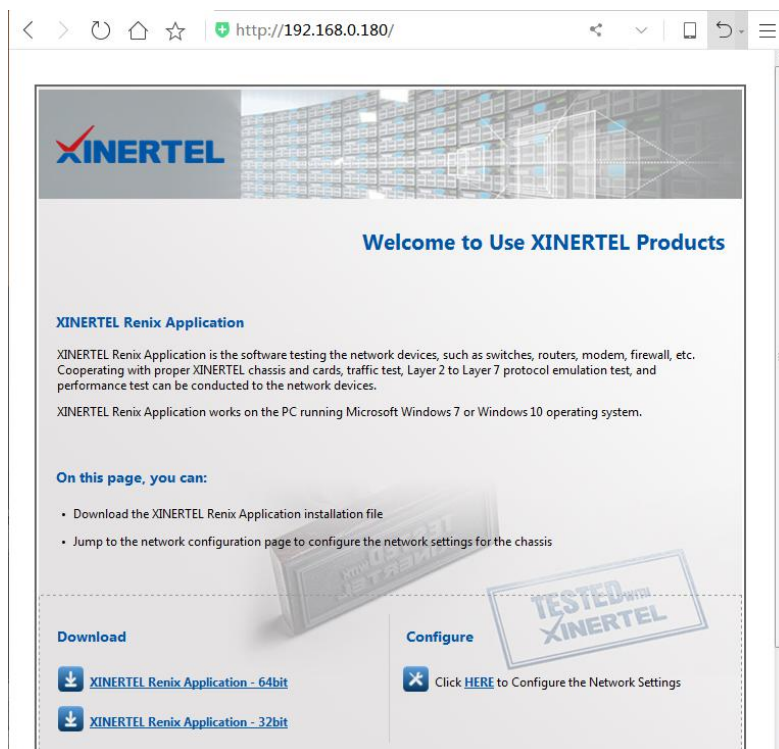 http://192.168.0.180/
XINERTEL
Welcome to Use XINERTEL Products
XINERTEL Renix Application
XINERTEL Renix Application is the software testing the network devices, such as switches, routers, modem, firewall, etc.
Cooperating with proper XINERTEL chassis and cards, traffic test, Layer 2 to Layer 7 protocol emulation test, and
performance test can be conducted to the network devices.
XINERTEL Renix Application works on the PC running Microsoft Windows 7 or Windows 10 operating system.
On this page, you can:
• Download the XINERTEL Renix Application installation file
• Jump to the network configuration page to configure the network settings for the chassis
TESTED WITH
XINERTEL
TESTED WITH
XINERTEL
Download
XINERTEL Renix Application - 64bit
XINERTEL Renix Application - 32bit
Configure
Click HERE to Configure the Network Settings